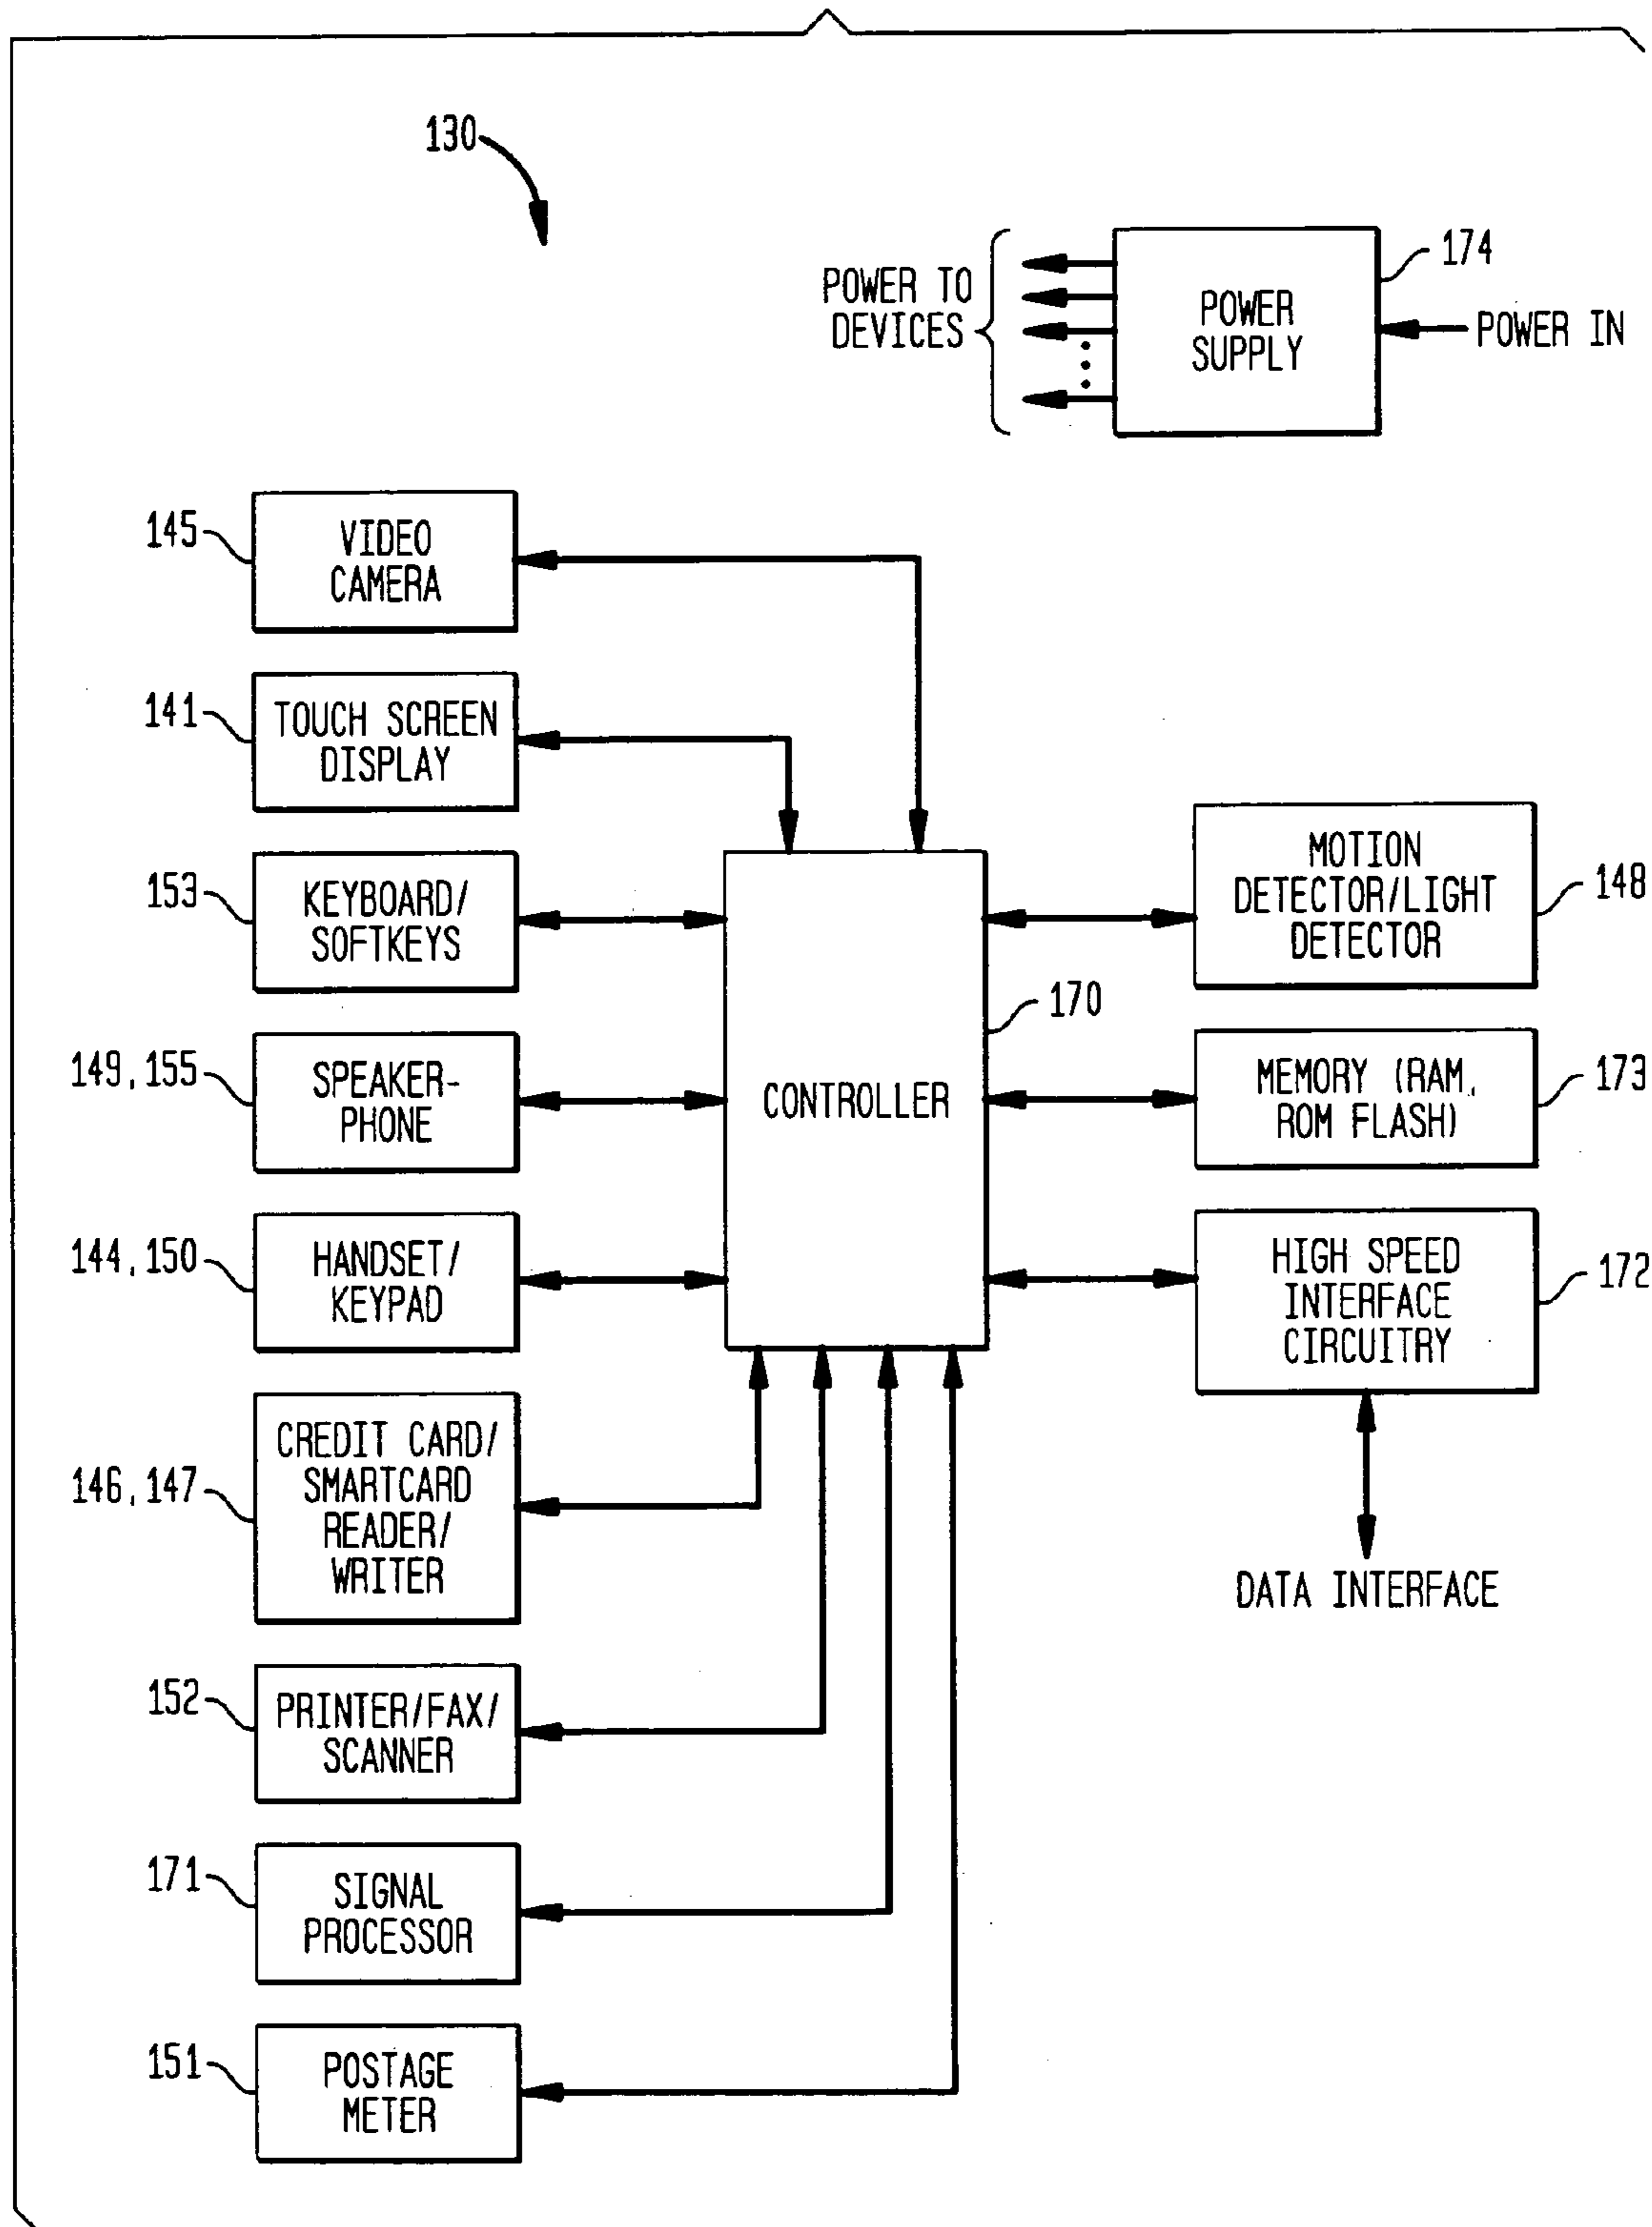 130
174
POWER TO
DEVICES
POWER
SUPPLY
POWER IN
145
VIDEO
CAMERA
141
TOUCH SCREEN
DISPLAY
153
KEYBOARD/
SOFTKEYS
149, 155
SPEAKER-
PHONE
144, 150
HANDSET/
KEYPAD
146, 147
CREDIT CARD/
SMARTCARD
READER/
WRITER
152
PRINTER/FAX/
SCANNER
171
SIGNAL
PROCESSOR
151
POSTAGE
METER
170
CONTROLLER
MOTION
DETECTOR/LIGHT
DETECTOR
148
MEMORY (RAM,
ROM FLASH)
173
HIGH SPEED
INTERFACE
CIRCUITRY
172
DATA INTERFACE